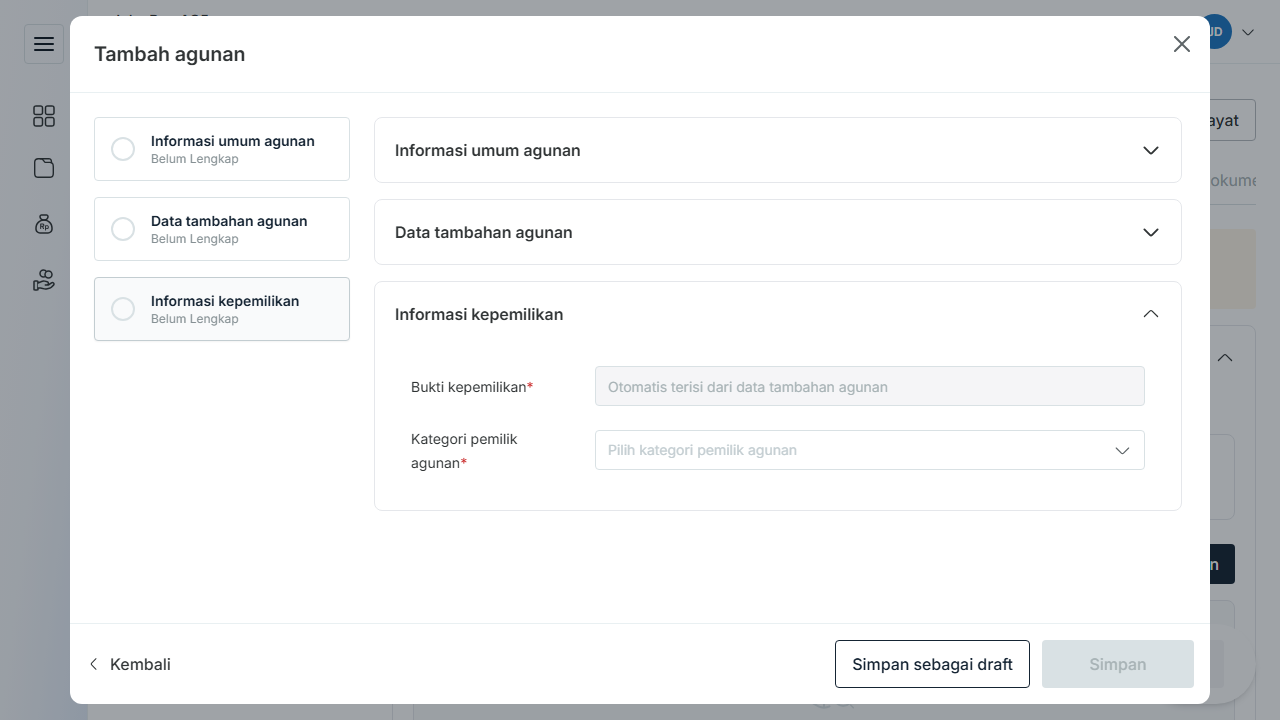 Tambah agunan
JD
ayat
okume
Informasi umum agunan
Belum Lengkap
Data tambahan agunan
Belum Lengkap
Informasi kepemilikan
Belum Lengkap
Informasi umum agunan
Data tambahan agunan
Informasi kepemilikan
Bukti kepemilikan*
Otomatis terisi dari data tambahan agunan
Kategori pemilik
agunan*
Pilih kategori pemilik agunan
Rp
n
Kembali
Simpan sebagai draft
Simpan